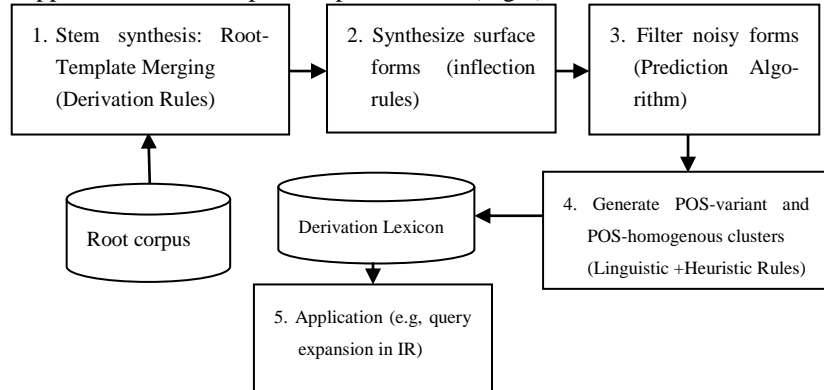 1. Stem synthesis: Root-
Template Merging
(Derivation Rules)
2. Synthesize surface
forms (inflection
rules)
3. Filter noisy forms
(Prediction Algo-
rithm)
Root corpus
Derivation Lexicon
4. Generate POS-variant and
POS-homogenous clusters
(Linguistic +Heuristic Rules)
5. Application (e.g, query
expansion in IR)